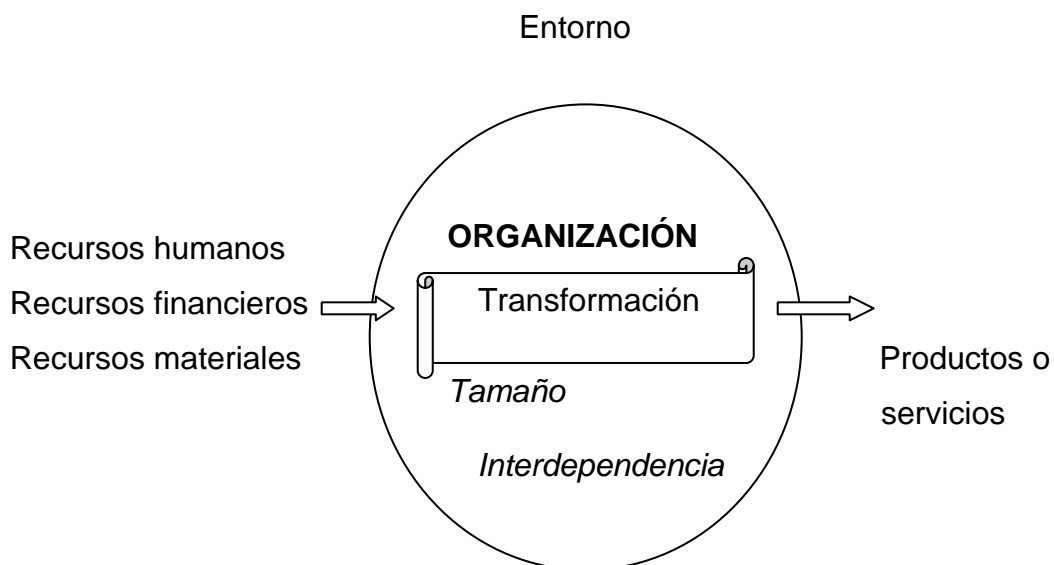 Entorno
ORGANIZACIÓN
Recursos humanos
Recursos financieros
Recursos materiales
Transformación
Tamaño
Interdependencia
Productos o
servicios